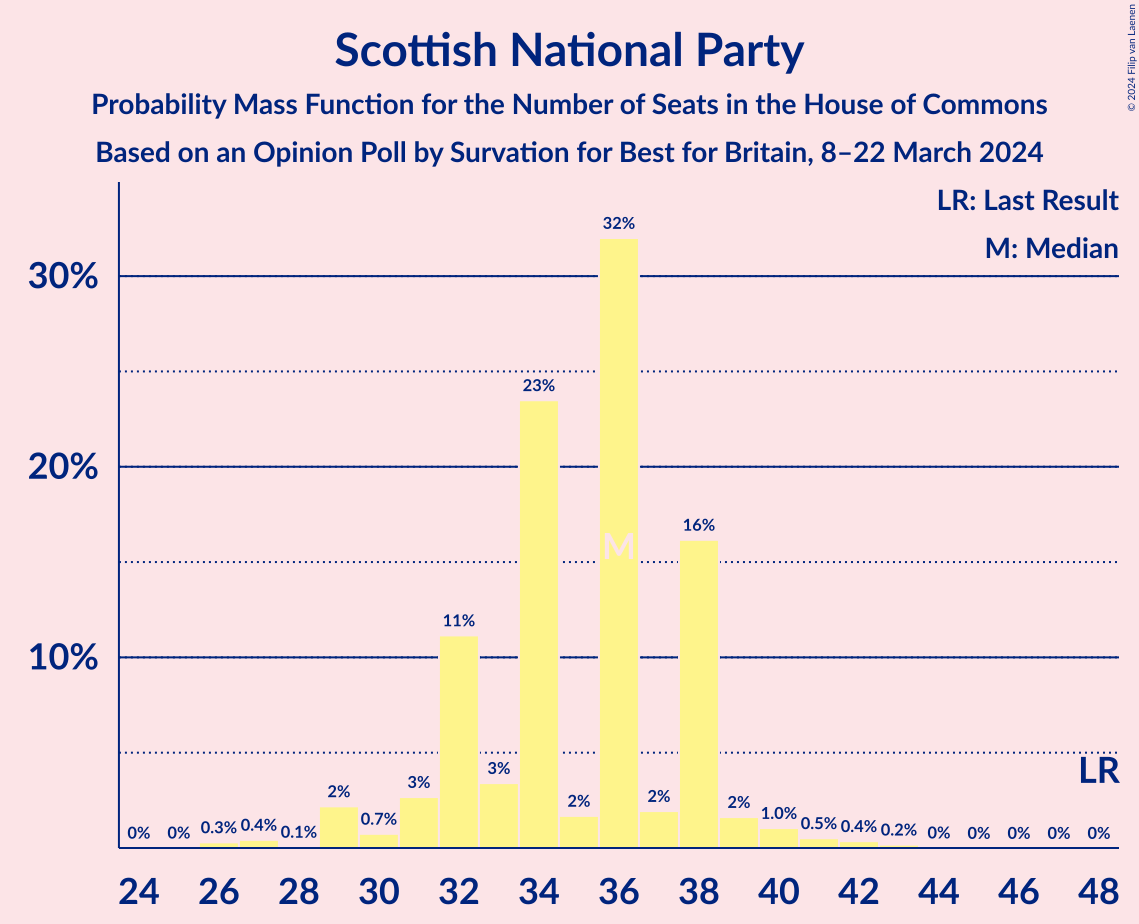 © 2024 Filip van Laenen
Scottish National Party
Probability Mass Function for the Number of Seats in the House of Commons
Based on an Opinion Poll by Survation for Best for Britain, 8–22 March 2024
LR: Last Result
M: Median
30%
20%
10%
0% 0% 0.3% 0.4% 0.1% 2% 0.7% 3% 11% 3% 23% 2% 32% 2% 16% 2% 1.0% 0.5% 0.4% 0.2% 0% 0% 0% 0% 0%
M
LR
24 26 28 30 32 34 36 38 40 42 44 46 48